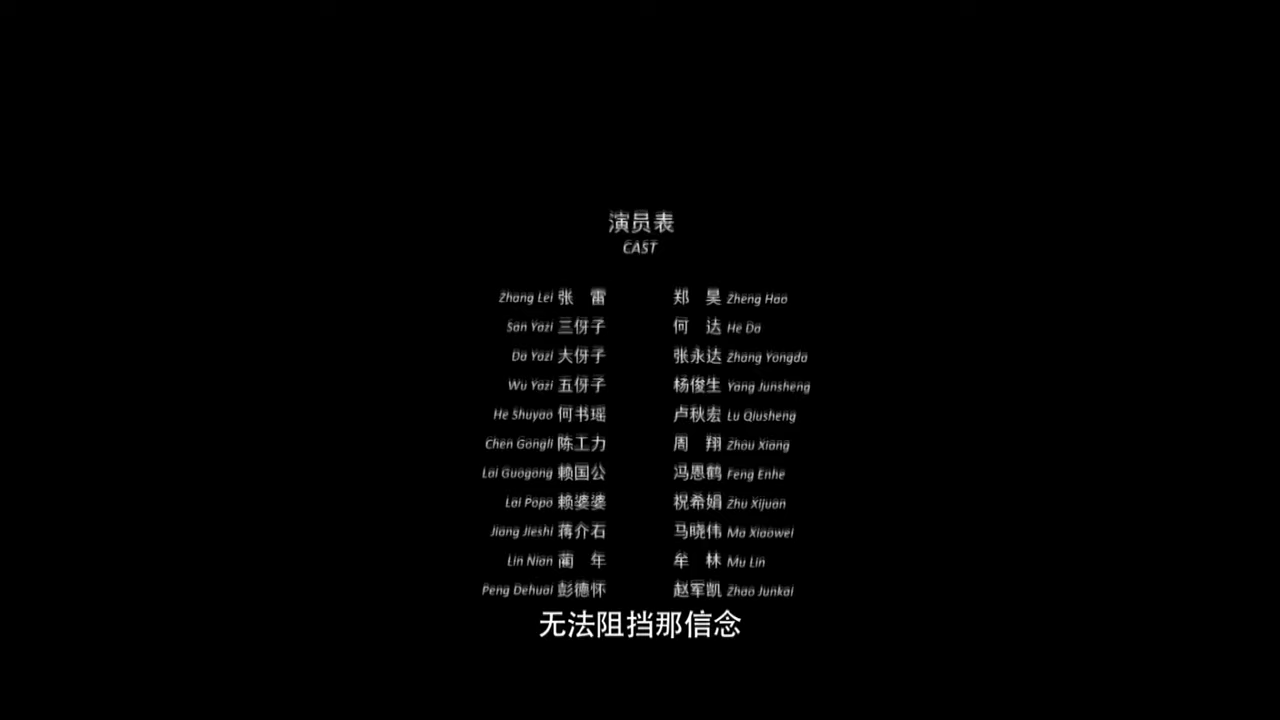 演员表
CAST
Zhang Lei 张 雷 郑 昊 Zheng Hao
San Yazi 三伢子 何 达 He Da
Da Yazi 大伢子 张永达 Zhang Yongda
Wu Yazi 五伢子 杨俊生 Yang Junsheng
He Shuyao 何书瑶 卢秋宏 Lu Qiusheng
Chen Gongli 陈工力 周 翔 Zhou Xiang
Lai Guogong 赖国公 冯恩鹤 Feng Enhe
Lai Popo 赖婆婆 祝希娟 Zhu Xijuan
Jiang Jieshi 蒋介石 马晓伟 Ma Xiaowei
Lin Nian 蔺 年 牟 林 Mu Lin
Peng Dehuai 彭德怀 赵军凯 Zhao Junkai
无法阻挡那信念